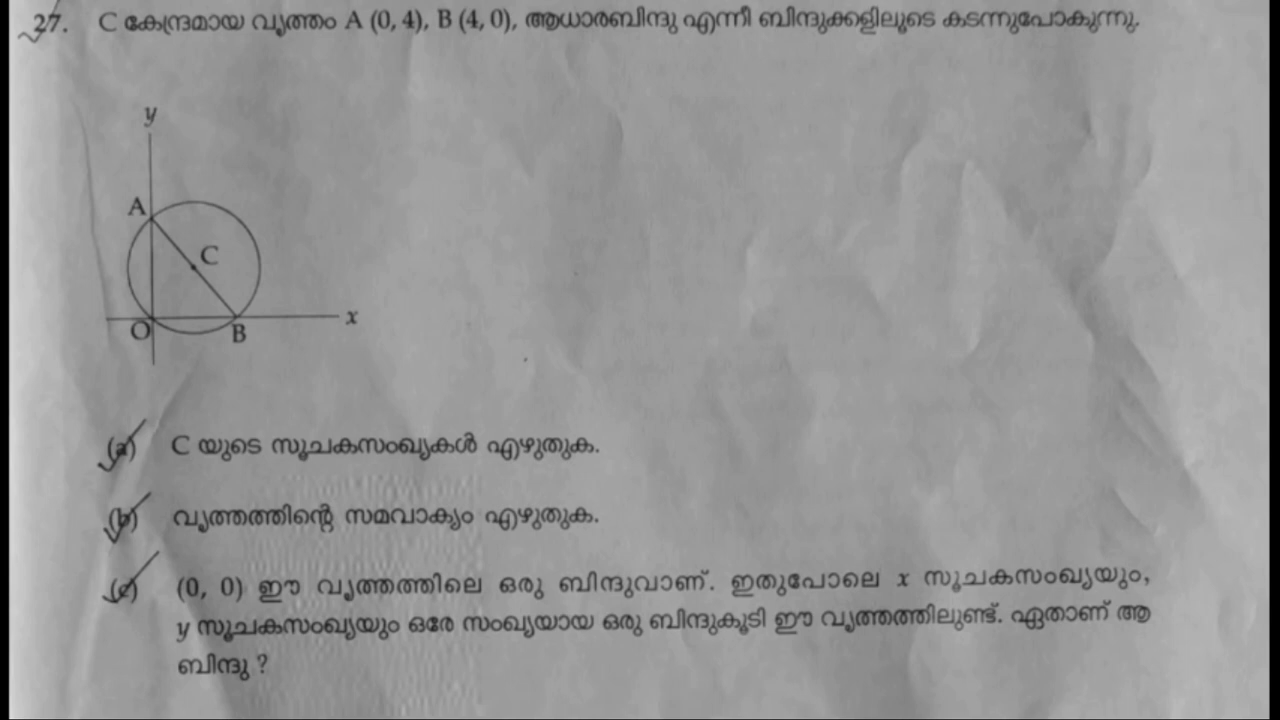 27. C കേന്ദ്രമായ വൃത്തം A (0, 4), B (4, 0), ആധാരബിന്ദു എന്നീ ബിന്ദുക്കളിലൂടെ കടന്നുപോകുന്നു.
y
A
C
O
B
x
(a) C യുടെ സൂചകസംഖ്യകൾ എഴുതുക.
(b) വൃത്തത്തിന്റെ സമവാക്യം എഴുതുക.
(c) (0, 0) ഈ വൃത്തത്തിലെ ഒരു ബിന്ദുവാണ്. ഇതുപോലെ x സൂചകസംഖ്യയും,
y സൂചകസംഖ്യയും ഒരേ സംഖ്യയായ ഒരു ബിന്ദുകൂടി ഈ വൃത്തത്തിലുണ്ട്. ഏതാണ് ആ
ബിന്ദു ?